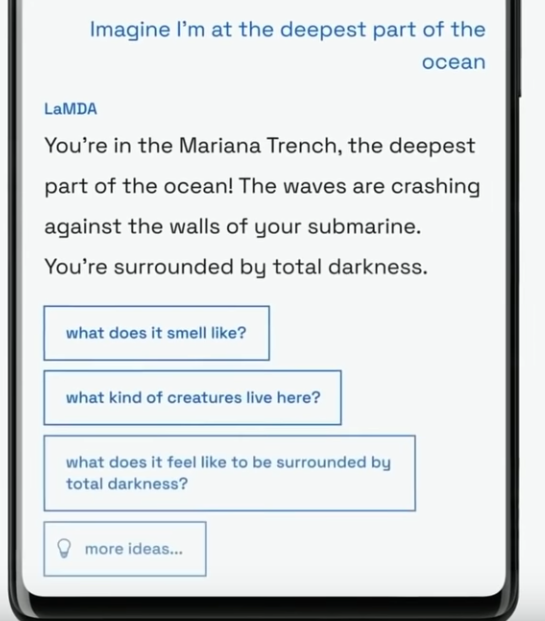 Imagine I'm at the deepest part of the
ocean
LaMDA
You're in the Mariana Trench, the deepest
part of the ocean! The waves are crashing
against the walls of your submarine.
You're surrounded by total darkness.
what does it smell like?
what kind of creatures live here?
what does it feel like to be surrounded by
total darkness?
more ideas...